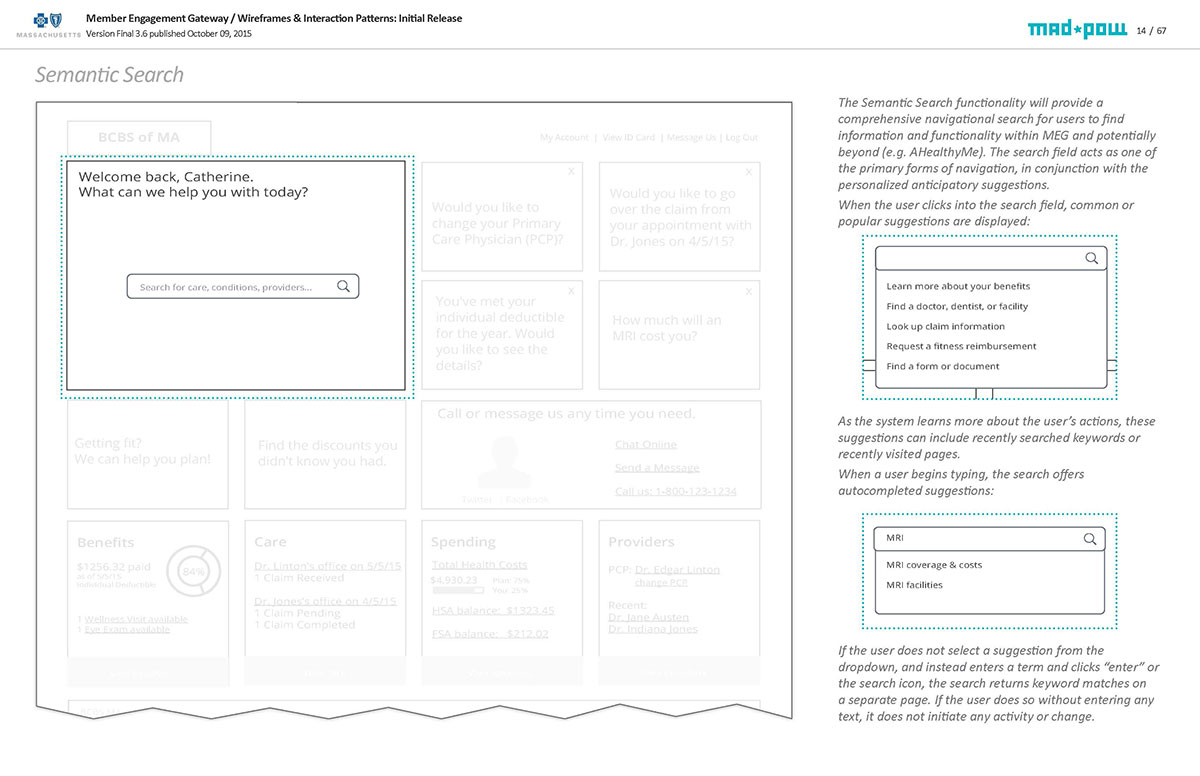 MASSACHUSETTS
Member Engagement Gateway / Wireframes & Interaction Patterns: Initial Release
Version Final 3.6 published October 09, 2015
mad*pow
14 / 67
Semantic Search
BCBS of MA
My Account | View ID Card | Message Us | Log Out
Welcome back, Catherine.
What can we help you with today?
Search for care, conditions, providers...
X
Would you like to
change your Primary
Care Physician (PCP)?
X
Would you like to go
over the claim from
your appointment with
Dr. Jones on 4/5/15?
X
You've met your
individual deductible
for the year. Would
you like to see the
details?
X
How much will an
MRI cost you?
Getting fit?
We can help you plan!
Find the discounts you
didn't know you had.
Call or message us any time you need.
Twitter | Facebook
Chat Online
Send a Message
Call us: 1-800-123-1234
Benefits
$1256.32 paid
as of 5/5/15
Individual Deductible
84%
1 Wellness Visit available
1 Eye Exam available
Care
Dr. Linton's office on 5/5/15
1 Claim Received
Dr. Jones's office on 4/5/15
1 Claim Pending
1 Claim Completed
Spending
Total Health Costs
$4,930.23
Plan: 75%
You: 25%
HSA balance: $1323.45
FSA balance: $212.02
Providers
PCP: Dr. Edgar Linton
change PCP
Recent:
Dr. Jane Austen
Dr. Indiana Jones
The Semantic Search functionality will provide a
comprehensive navigational search for users to find
information and functionality within MEG and potentially
beyond (e.g. AHealthyMe). The search field acts as one of
the primary forms of navigation, in conjunction with the
personalized anticipatory suggestions.
When the user clicks into the search field, common or
popular suggestions are displayed:
Learn more about your benefits
Find a doctor, dentist, or facility
Look up claim information
Request a fitness reimbursement
Find a form or document
As the system learns more about the user's actions, these
suggestions can include recently searched keywords or
recently visited pages.
When a user begins typing, the search offers
autocompleted suggestions:
MRI
MRI coverage & costs
MRI facilities
If the user does not select a suggestion from the
dropdown, and instead enters a term and clicks “enter” or
the search icon, the search returns keyword matches on
a separate page. If the user does so without entering any
text, it does not initiate any activity or change.